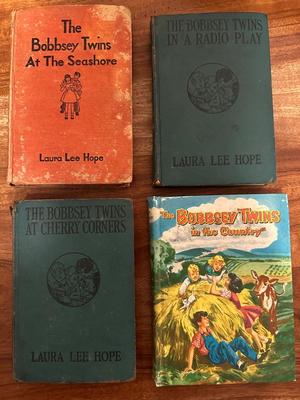 The
Bobbsey Twins
At The Seashore
Laura Lee Hope
THE BOBBSEY TWINS
IN A RADIO PLAY
LAURA LEE HOPE
THE BOBBSEY TWINS
AT CHERRY CORNERS
LAURA LEE HOPE
"The BOBBSEY TWINS
in the Country"